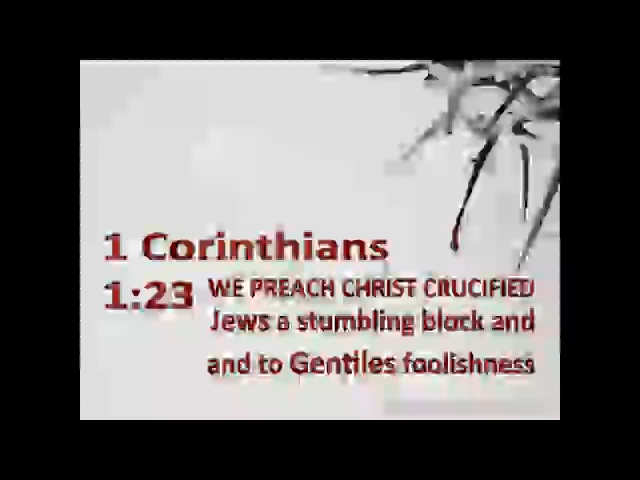 1 Corinthians
1:23 WE PREACH CHRIST CRUCIFIED
Jews a stumbling block and
and to Gentiles foolishness